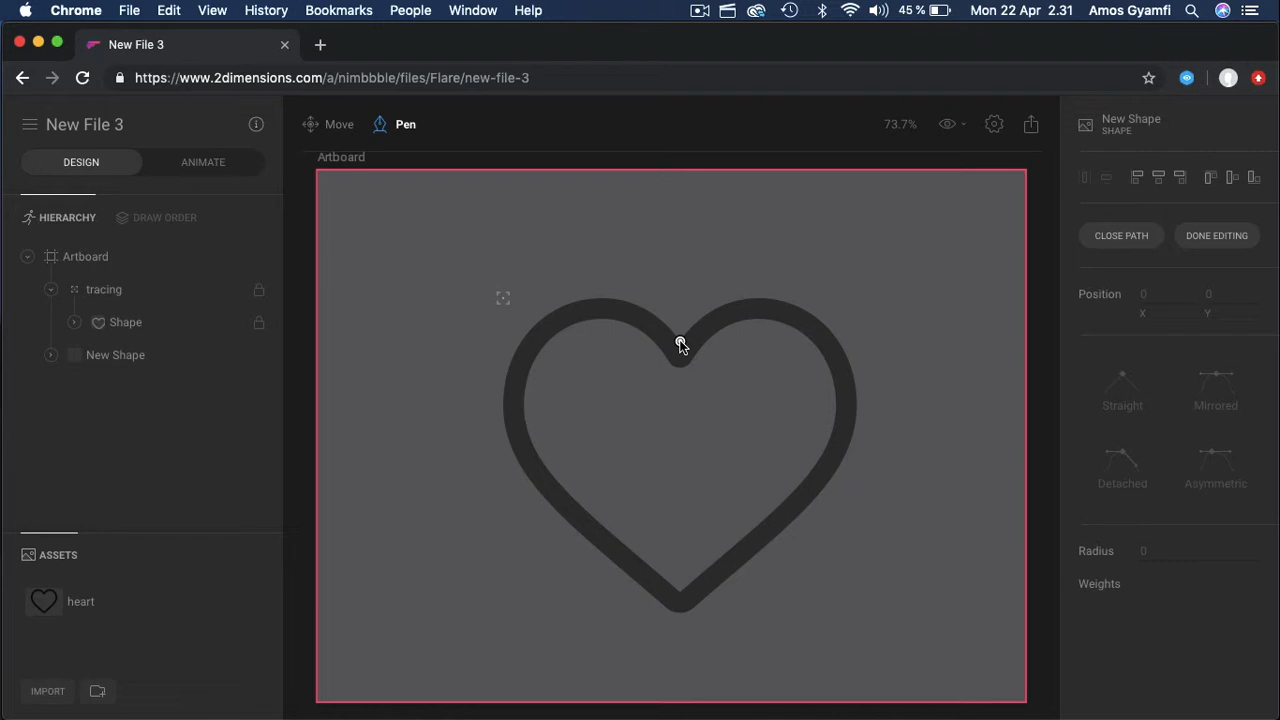 Chrome File Edit View History Bookmarks People Window Help 45 % Mon 22 Apr 2.31 Amos Gyamfi
New File 3
https://www.2dimensions.com/a/nimbbble/files/Flare/new-file-3
New File 3
DESIGN ANIMATE
HIERARCHY DRAW ORDER
Artboard
tracing
Shape
New Shape
ASSETS
heart
IMPORT
Move Pen 73.7%
Artboard
New Shape
SHAPE
CLOSE PATH DONE EDITING
Position 0 0
X Y
Straight Mirrored
Detached Asymmetric
Radius 0
Weights